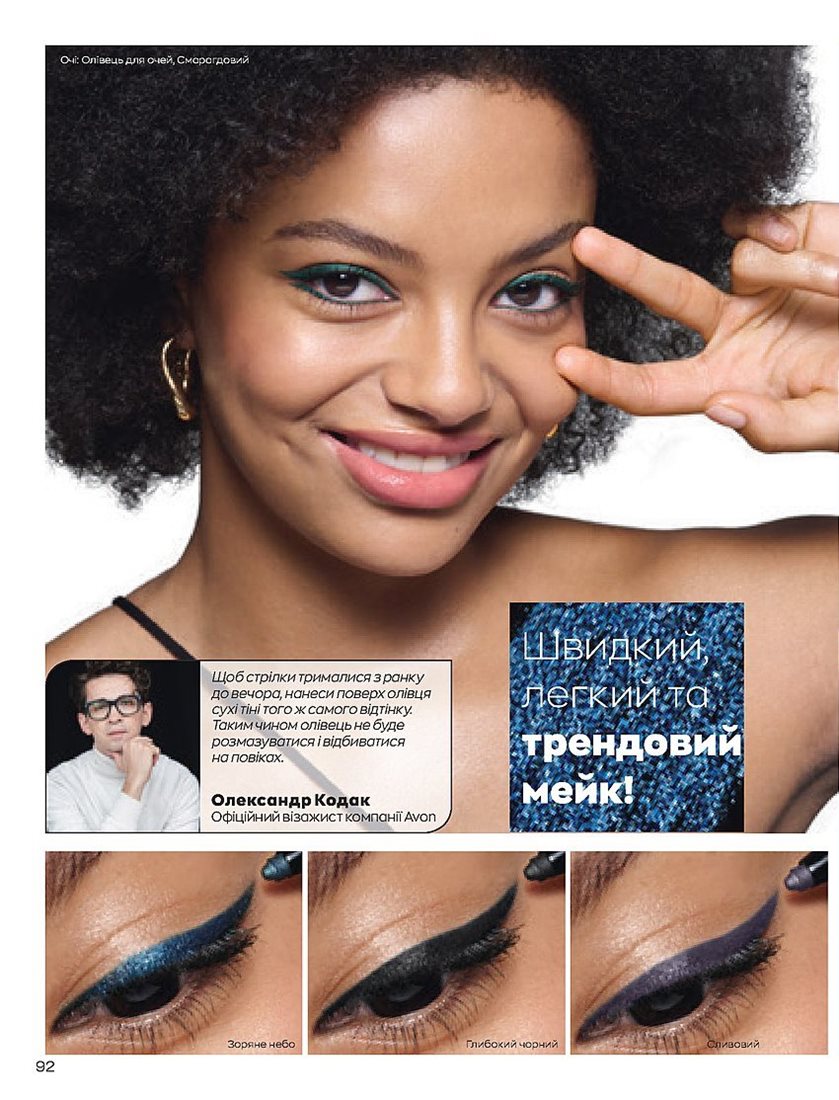 Очі: Олівець для очей, Смарагдовий
Швидкий,
легкий та
трендовий
мейк!
Щоб стрілки трималися з ранку
до вечора, нанеси поверх олівця
сухі тіні того ж самого відтінку.
Таким чином олівець не буде
розмазуватися і відбиватися
на повіках.
Олександр Кодак
Офіційний візажист компанії Avon
Зоряне небо
Глибокий чорний
Сливовий
92